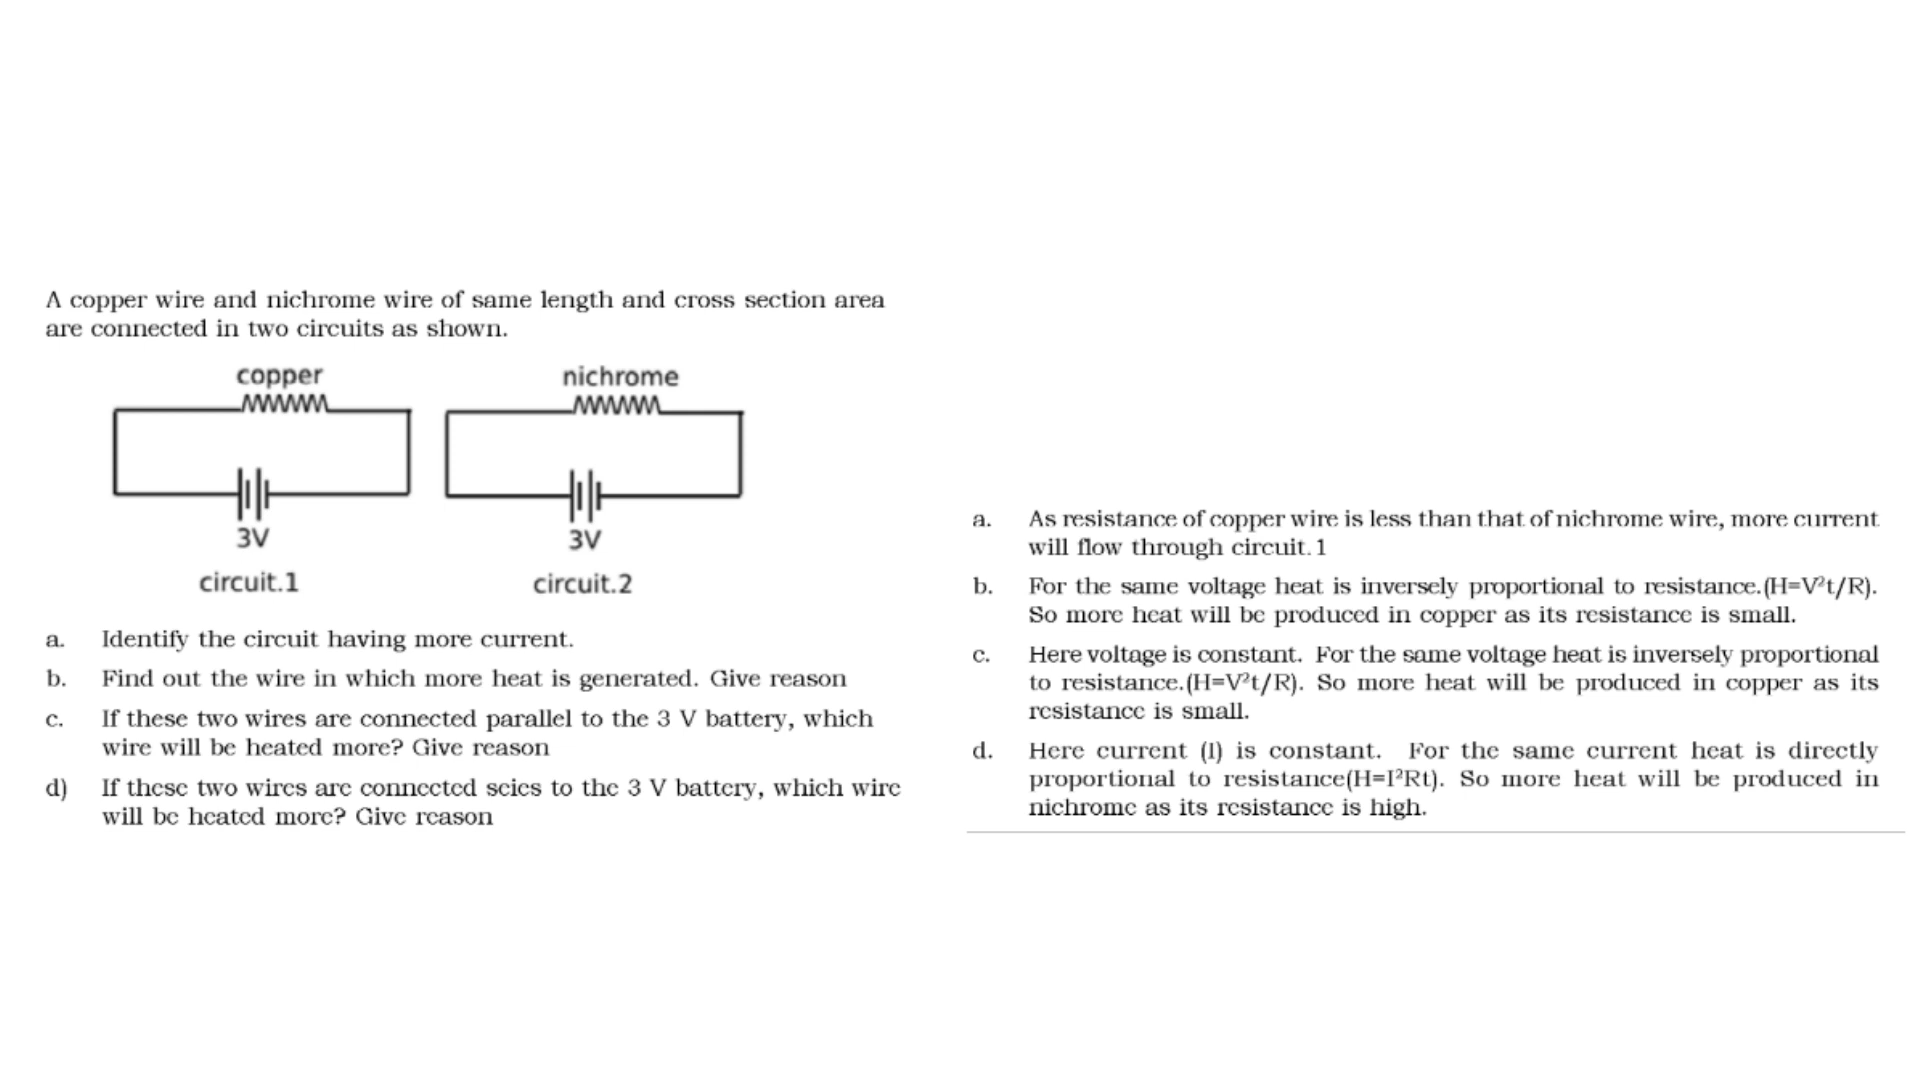 A copper wire and nichrome wire of same length and cross section area
are connected in two circuits as shown.
copper
nichrome
3V
3V
circuit.1
circuit.2
a. Identify the circuit having more current.
b. Find out the wire in which more heat is generated. Give reason
c. If these two wires are connected parallel to the 3 V battery, which
wire will be heated more? Give reason
d) If these two wires are connected scies to the 3 V battery, which wire
will be heated more? Give reason
a. As resistance of copper wire is less than that of nichrome wire, more current
will flow through circuit.1
b. For the same voltage heat is inversely proportional to resistance.(H=V²t/R).
So more heat will be produced in copper as its resistance is small.
c. Here voltage is constant. For the same voltage heat is inversely proportional
to resistance.(H=V²t/R). So more heat will be produced in copper as its
resistance is small.
d. Here current (I) is constant. For the same current heat is directly
proportional to resistance(H=I²Rt). So more heat will be produced in
nichrome as its resistance is high.